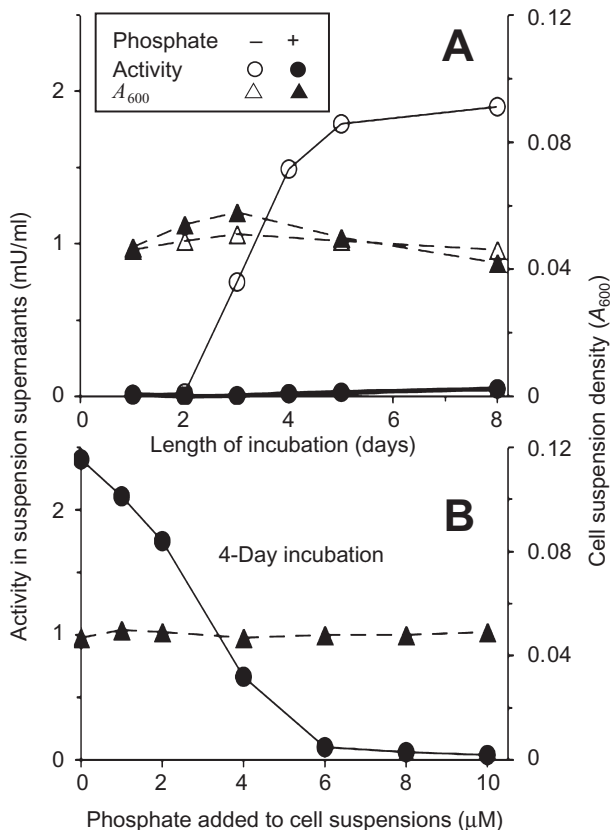 Phosphate − +
Activity
A600
A
2
1
0
0.12
0.08
0.04
0
0 2 4 6 8
Length of incubation (days)
Activity in suspension supernatants (mU/ml)
Cell suspension density (A600)
B
4-Day incubation
2
1
0
0.12
0.08
0.04
0
0 2 4 6 8 10
Phosphate added to cell suspensions (μM)